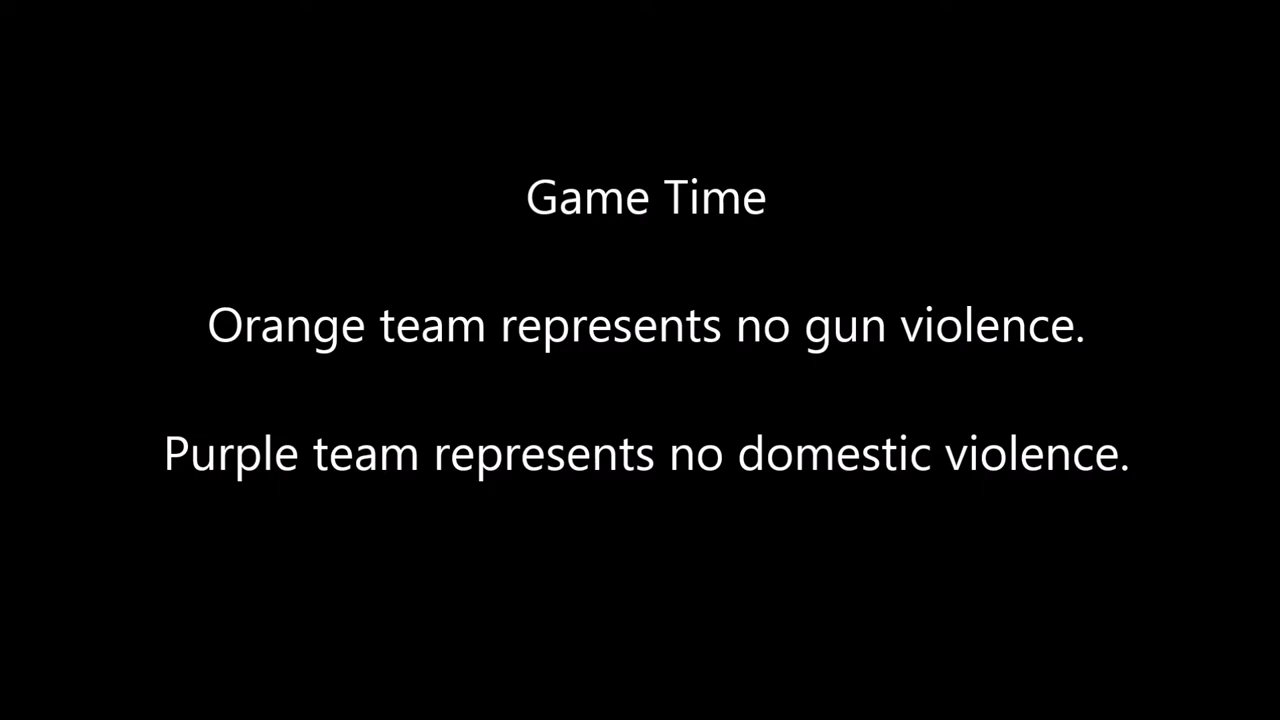 Game Time
Orange team represents no gun violence.
Purple team represents no domestic violence.